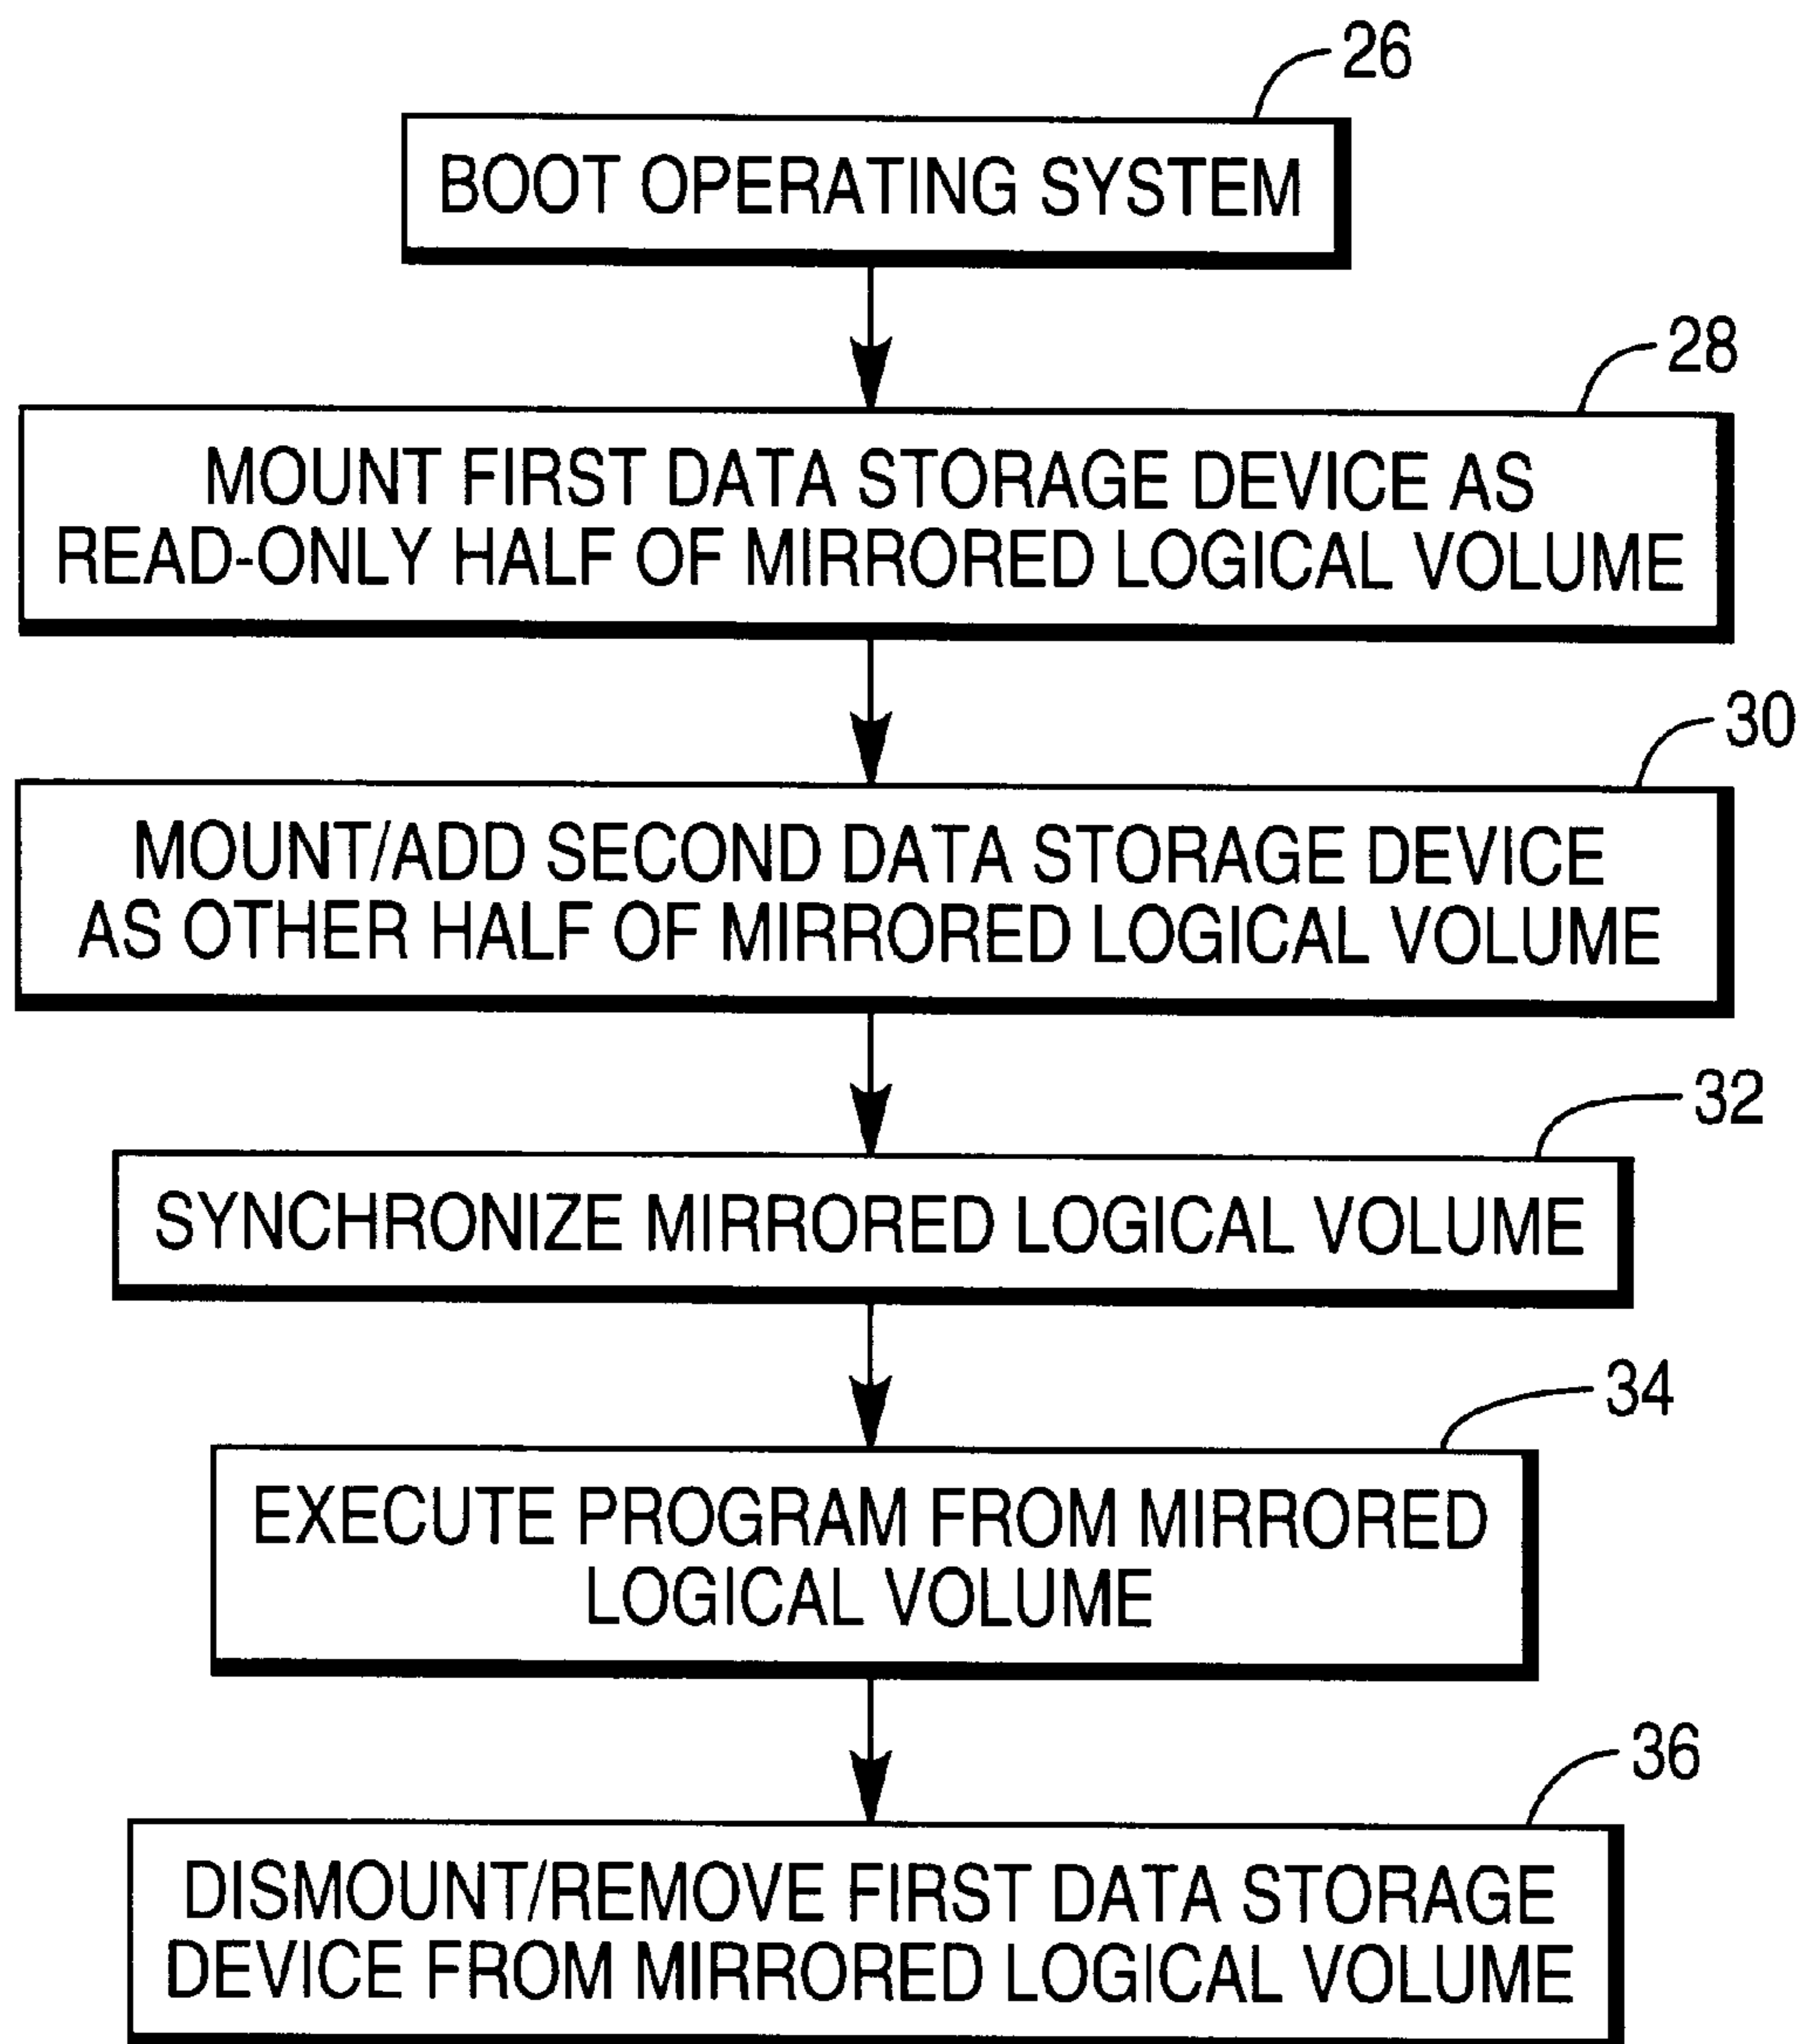 26
BOOT OPERATING SYSTEM
28
MOUNT FIRST DATA STORAGE DEVICE AS
READ-ONLY HALF OF MIRRORED LOGICAL VOLUME
30
MOUNT/ADD SECOND DATA STORAGE DEVICE
AS OTHER HALF OF MIRRORED LOGICAL VOLUME
32
SYNCHRONIZE MIRRORED LOGICAL VOLUME
34
EXECUTE PROGRAM FROM MIRRORED
LOGICAL VOLUME
36
DISMOUNT/REMOVE FIRST DATA STORAGE
DEVICE FROM MIRRORED LOGICAL VOLUME